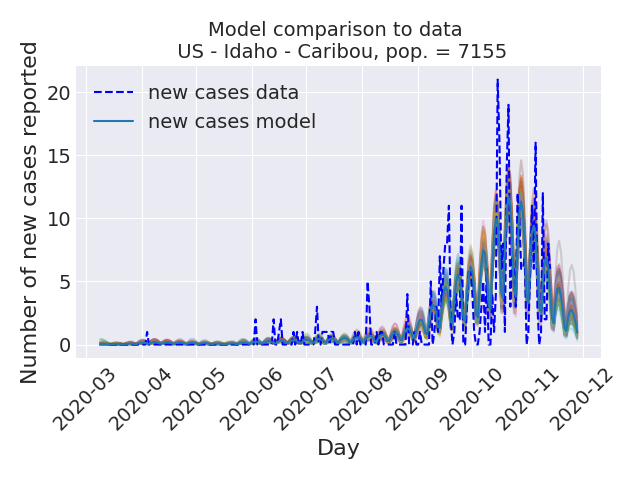 Model comparison to data
US - Idaho - Caribou, pop. = 7155
Number of new cases reported
20
15
10
5
0
new cases data
new cases model
2020-03
2020-04
2020-05
2020-06
2020-07
2020-08
2020-09
2020-10
2020-11
2020-12
Day